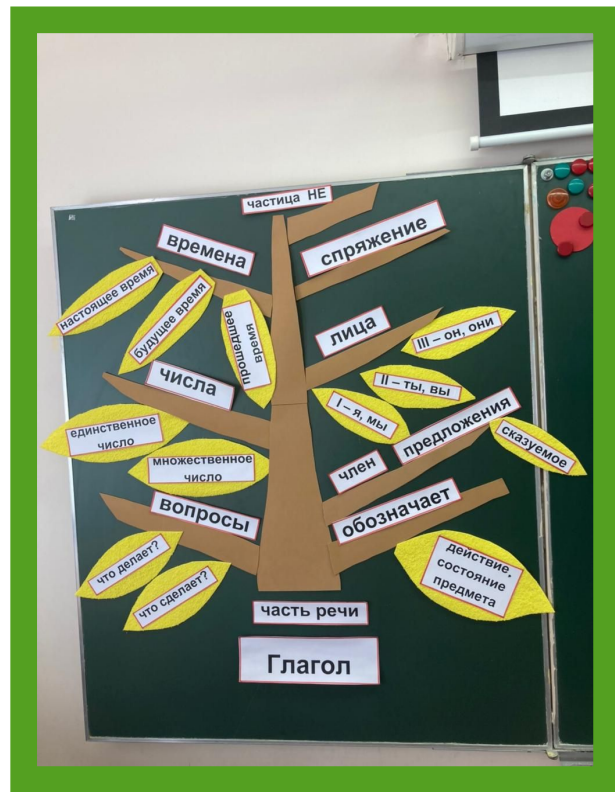 частица НЕ
времена
спряжение
настоящее время
будущее время
прошедшее
время
лица
III – он, они
II – ты, вы
I – я, мы
числа
единственное
число
множественное
число
член
предложения
сказуемое
вопросы
что делает?
что сделает?
обозначает
действие.
состояние
предмета
часть речи
Глагол